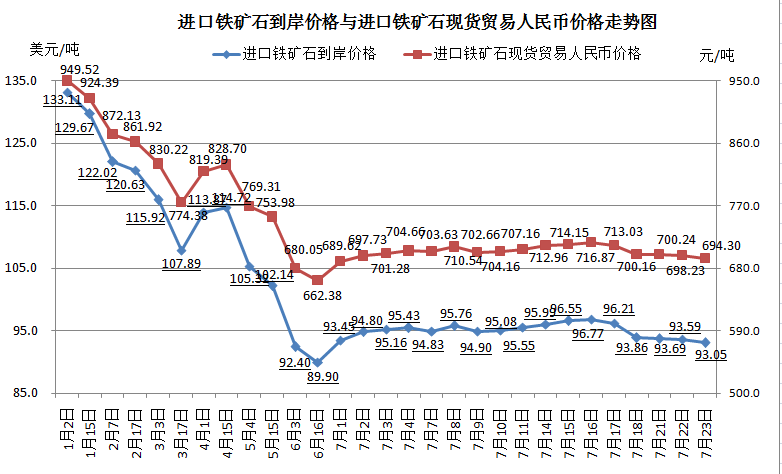 进口铁矿石到岸价格与进口铁矿石现货贸易人民币价格走势图
美元/吨
进口铁矿石到岸价格
进口铁矿石现货贸易人民币价格
元/吨
135.0
125.0
115.0
105.0
95.0
85.0
950.0
860.0
770.0
680.0
590.0
500.0
949.52
924.39
872.13
861.92
830.22
774.38
819.39
828.70
769.31
753.98
680.05
662.38
689.62
697.73
701.28
704.66
703.63
710.54
702.66
704.16
707.16
712.96
714.15
716.87
713.03
700.16
700.24
698.23
694.30
133.11
129.67
122.02
120.63
115.92
107.89
113.87
114.72
102.14
92.40
89.90
93.45
94.80
95.16
95.43
94.83
95.76
94.90
95.08
95.55
95.99
96.55
96.77
96.21
93.86
93.69
93.59
93.05
1月2日
1月15日
2月7日
2月17日
3月3日
3月17日
4月1日
4月15日
5月4日
5月15日
6月3日
6月16日
7月1日
7月2日
7月3日
7月4日
7月7日
7月8日
7月9日
7月10日
7月11日
7月14日
7月15日
7月16日
7月17日
7月18日
7月21日
7月22日
7月23日